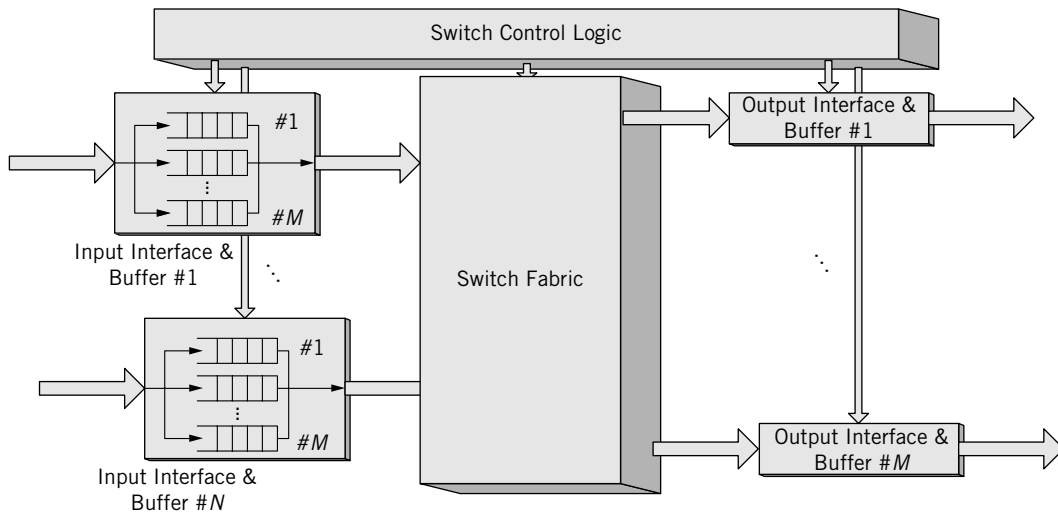 Switch Control Logic
#1
#M
Input Interface &
Buffer #1
Switch Fabric
Output Interface &
Buffer #1
#1
#M
Input Interface &
Buffer #N
Output Interface &
Buffer #M